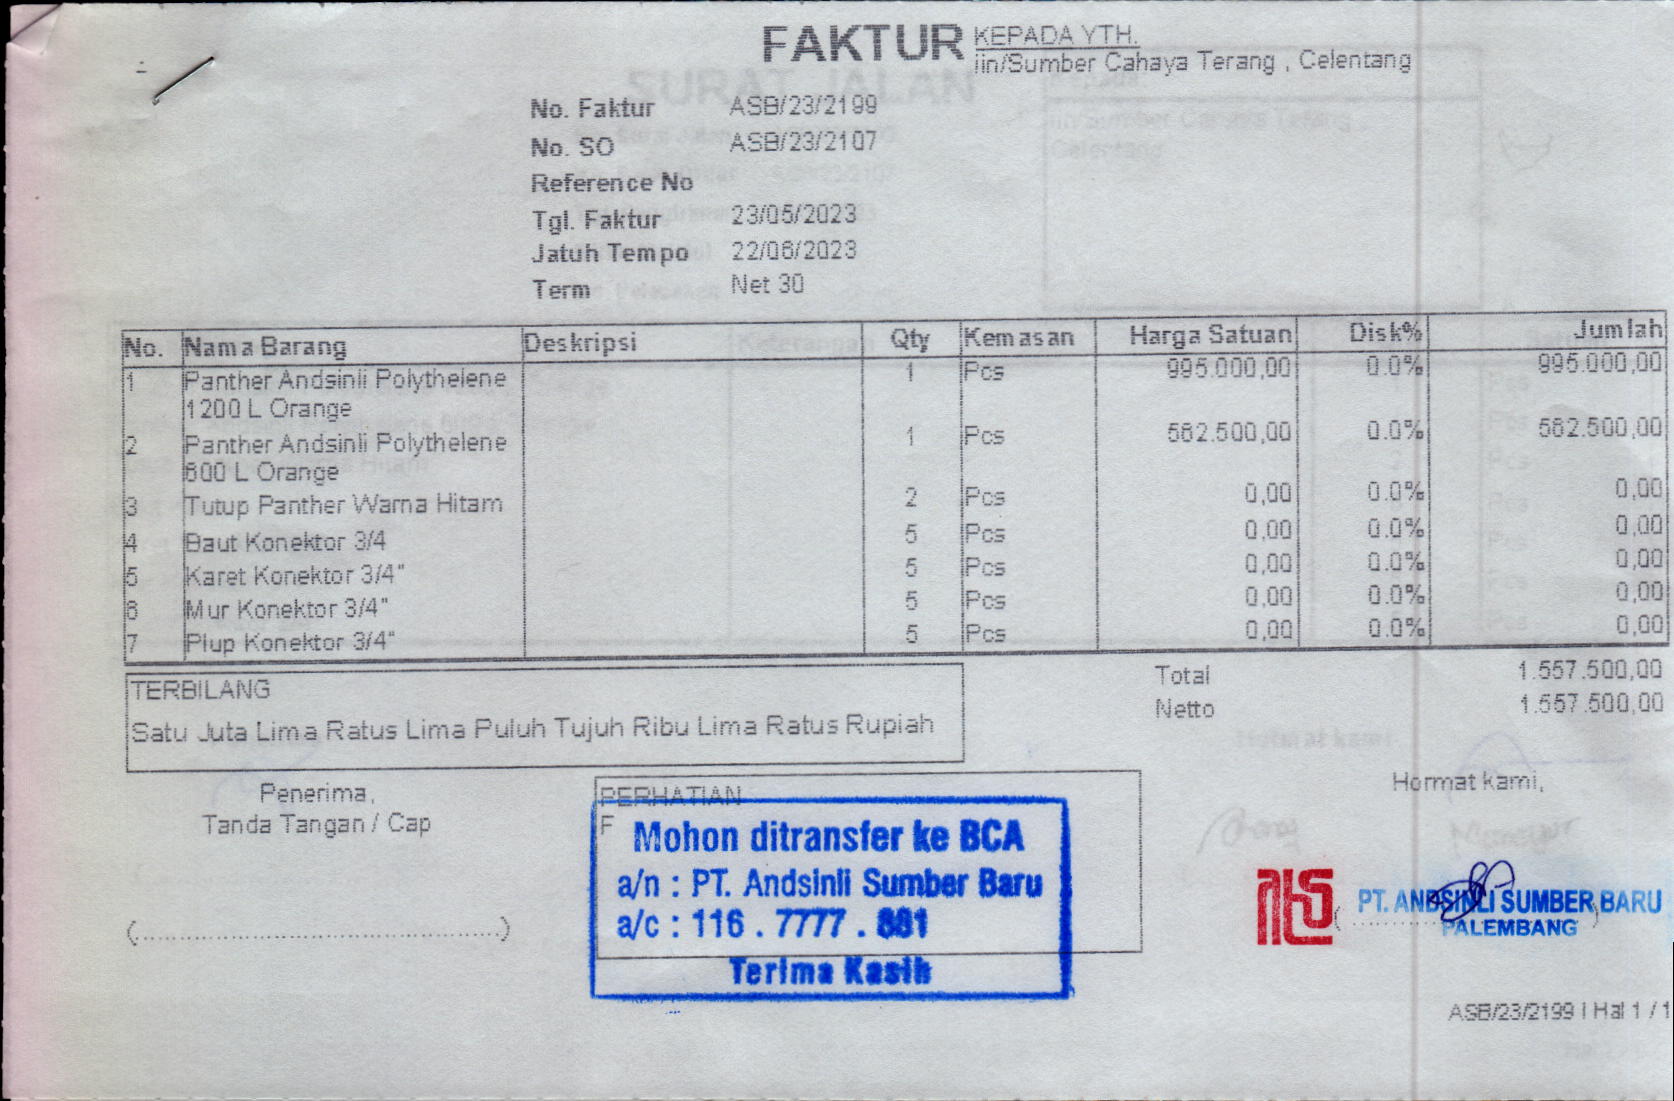 FAKTUR
KEPADA YTH.
iin/Sumber Cahaya Terang , Celentang
No. Faktur ASB/23/2199
No. SO ASB/23/2107
Reference No
Tgl. Faktur 23/05/2023
Jatuh Tempo 22/06/2023
Term Net 30
No. Nama Barang Deskripsi Qty Kemasan Harga Satuan Disk% Jumlah
1 Panther Andsinli Polythelene 1 Pcs 995.000,00 0.0% 995.000,00
1200 L Orange
2 Panther Andsinli Polythelene 1 Pcs 562.500,00 0.0% 562.500,00
600 L Orange
3 Tutup Panther Warna Hitam 2 Pcs 0,00 0.0% 0,00
4 Baut Konektor 3/4 5 Pcs 0,00 0.0% 0,00
5 Karet Konektor 3/4" 5 Pcs 0,00 0.0% 0,00
6 Mur Konektor 3/4" 5 Pcs 0,00 0.0% 0,00
7 Plup Konektor 3/4" 5 Pcs 0,00 0.0% 0,00
Total 1.557.500,00
Netto 1.557.500,00
TERBILANG
Satu Juta Lima Ratus Lima Puluh Tujuh Ribu Lima Ratus Rupiah
Penerima,
Tanda Tangan / Cap
(........................................)
PERHATIAN
F
Mohon ditransfer ke BCA
a/n : PT. Andsinli Sumber Baru
a/c : 116 . 7777 . 881
Terima Kasih
Hormat kami,
PT. ANDSINLI SUMBER BARU
PALEMBANG
ASB/23/2199 | Hal 1 / 1